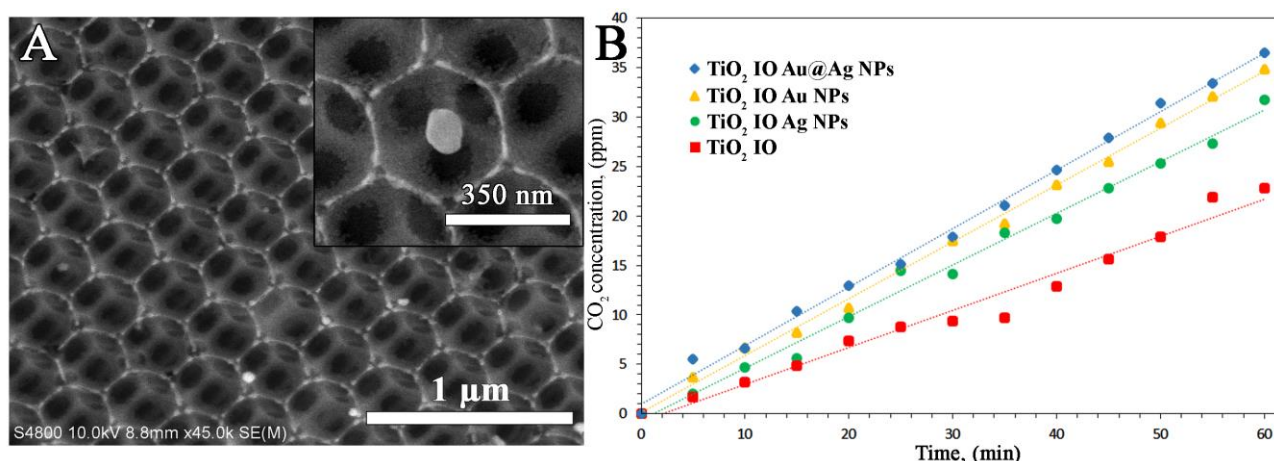 A
350 nm
1 µm
S4800 10.0kV 8.8mm x45.0k SE(M)
B
TiO₂ IO Au@Ag NPs
TiO₂ IO Au NPs
TiO₂ IO Ag NPs
TiO₂ IO
CO₂ concentration, (ppm)
40
35
30
25
20
15
10
5
0
0 10 20 30 40 50 60
Time, (min)